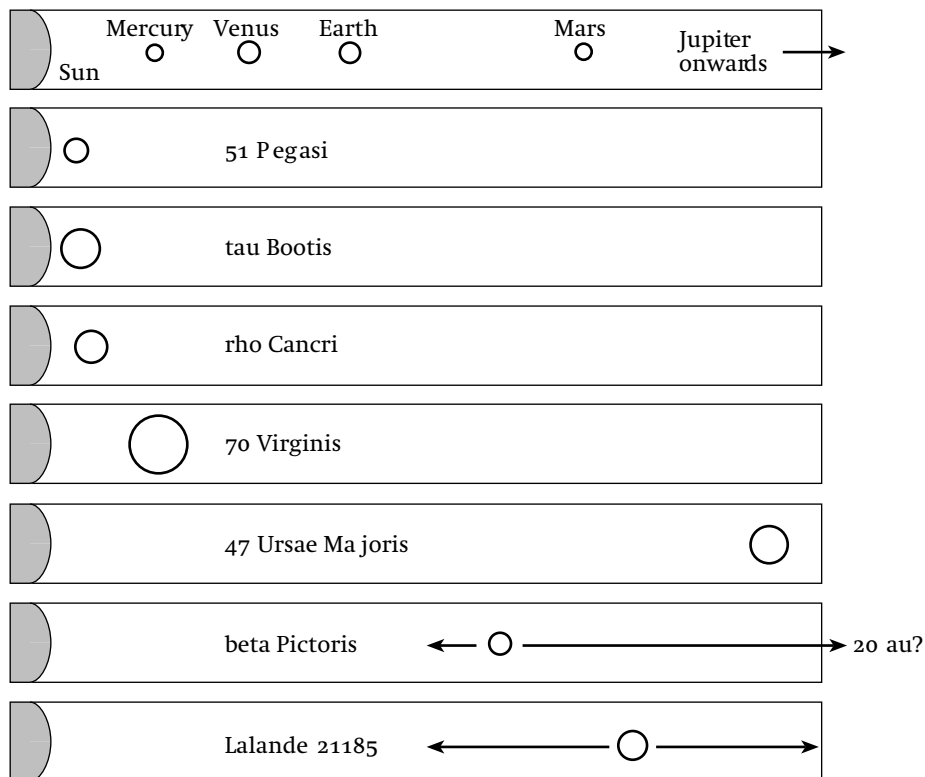 Mercury Venus Earth Mars
Jupiter
onwards
Sun
51 Pegasi
tau Bootis
rho Cancri
70 Virginis
47 Ursae Majoris
beta Pictoris 20 au?
Lalande 21185